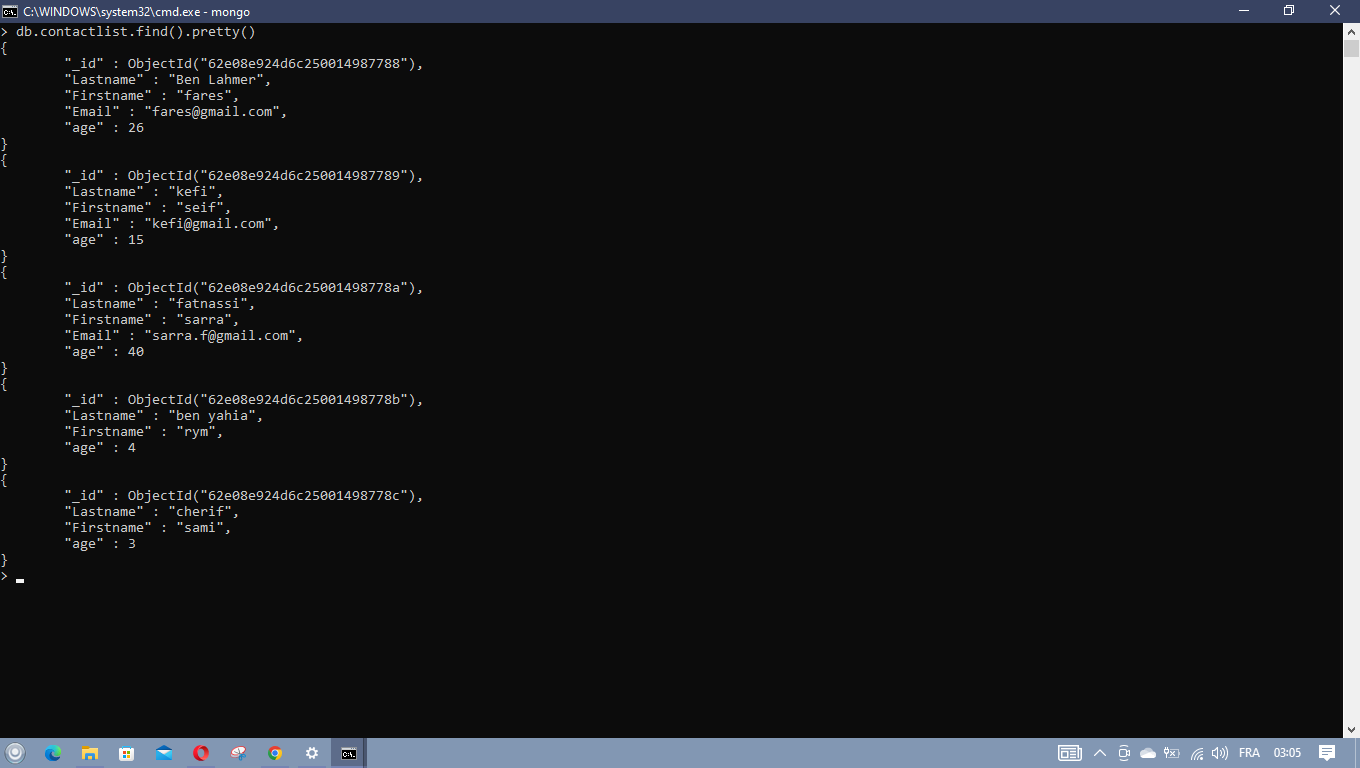 C:\WINDOWS\system32\cmd.exe - mongo
> db.contactlist.find().pretty()
{
        "_id" : ObjectId("62e08e924d6c250014987788"),
        "Lastname" : "Ben Lahmer",
        "Firstname" : "fares",
        "Email" : "fares@gmail.com",
        "age" : 26
}
{
        "_id" : ObjectId("62e08e924d6c250014987789"),
        "Lastname" : "kefi",
        "Firstname" : "seif",
        "Email" : "kefi@gmail.com",
        "age" : 15
}
{
        "_id" : ObjectId("62e08e924d6c25001498778a"),
        "Lastname" : "fatnassi",
        "Firstname" : "sarra",
        "Email" : "sarra.f@gmail.com",
        "age" : 40
}
{
        "_id" : ObjectId("62e08e924d6c25001498778b"),
        "Lastname" : "ben yahia",
        "Firstname" : "rym",
        "age" : 4
}
{
        "_id" : ObjectId("62e08e924d6c25001498778c"),
        "Lastname" : "cherif",
        "Firstname" : "sami",
        "age" : 3
}
>
FRA 03:05